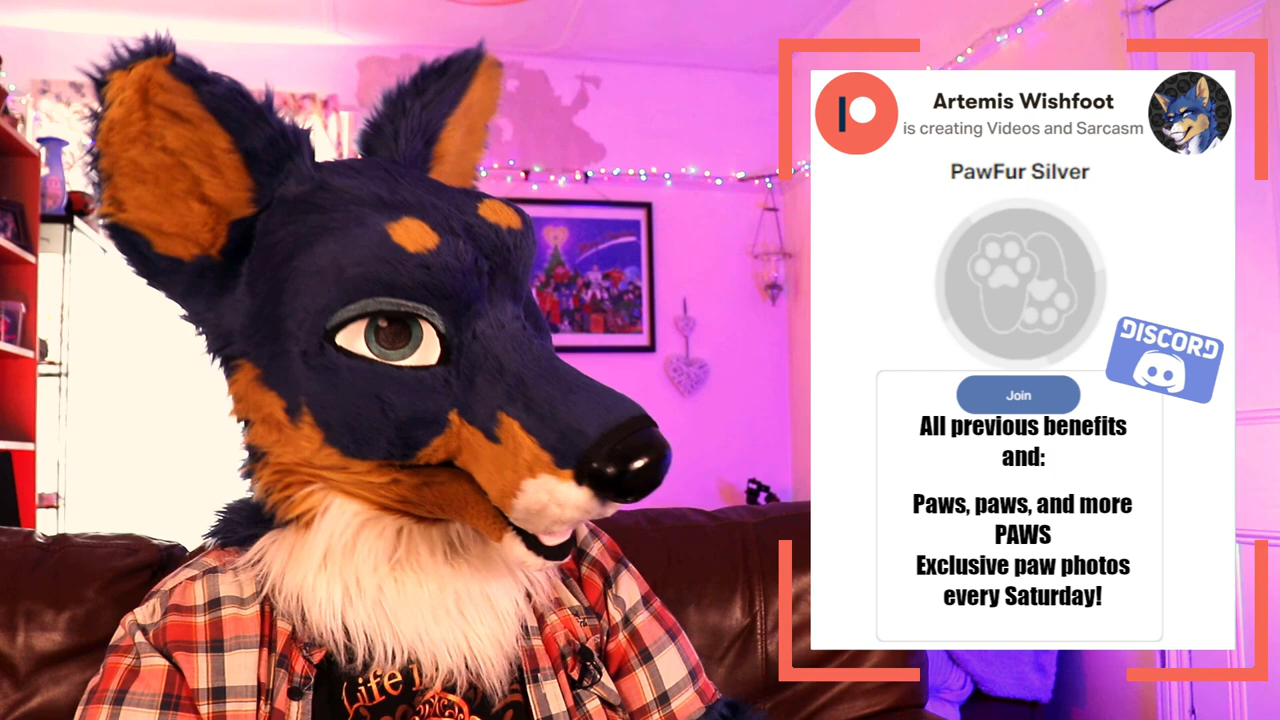 Artemis Wishfoot
is creating Videos and Sarcasm
PawFur Silver
DISCORD
Join
All previous benefits
and:
Paws, paws, and more
PAWS
Exclusive paw photos
every Saturday!
Life i